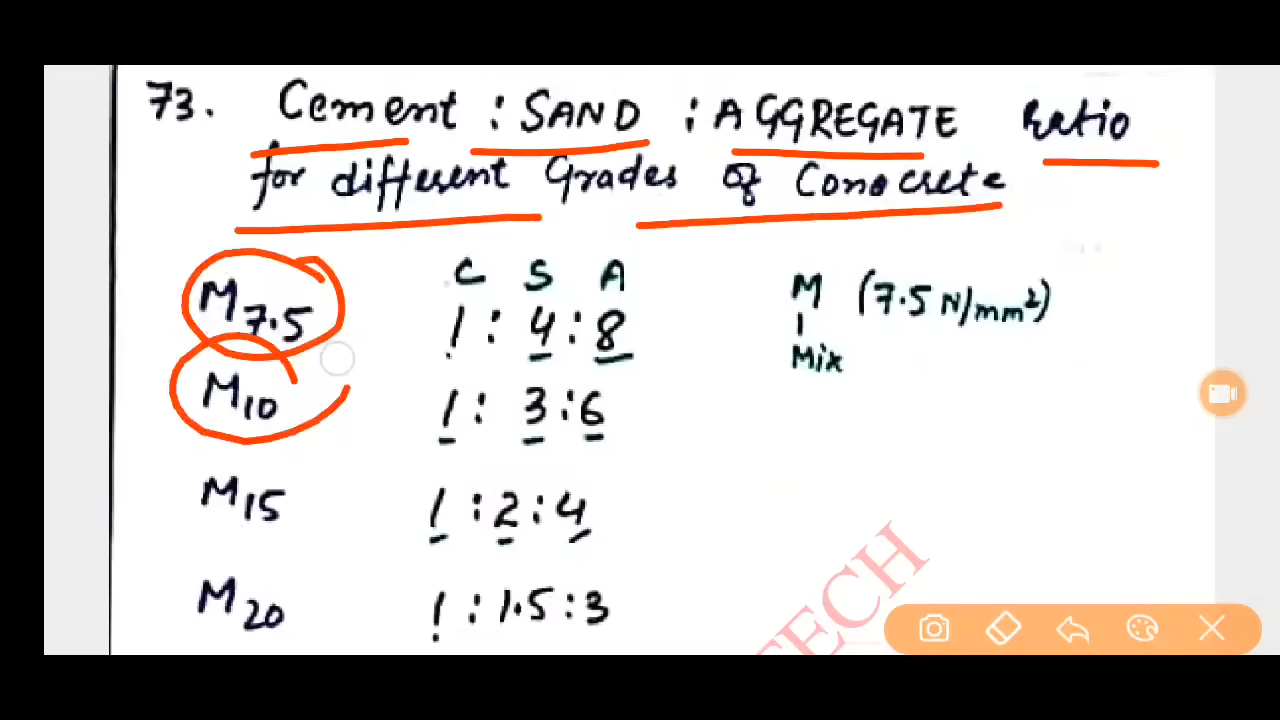 73. Cement : SAND : AGGREGATE Ratio
for different Grades of Concrete
C S A
M7.5 1 : 4 : 8 M (7.5 N/mm²)
Mix
M10 1 : 3 : 6
M15 1 : 2 : 4
M20 1 : 1.5 : 3
TECH